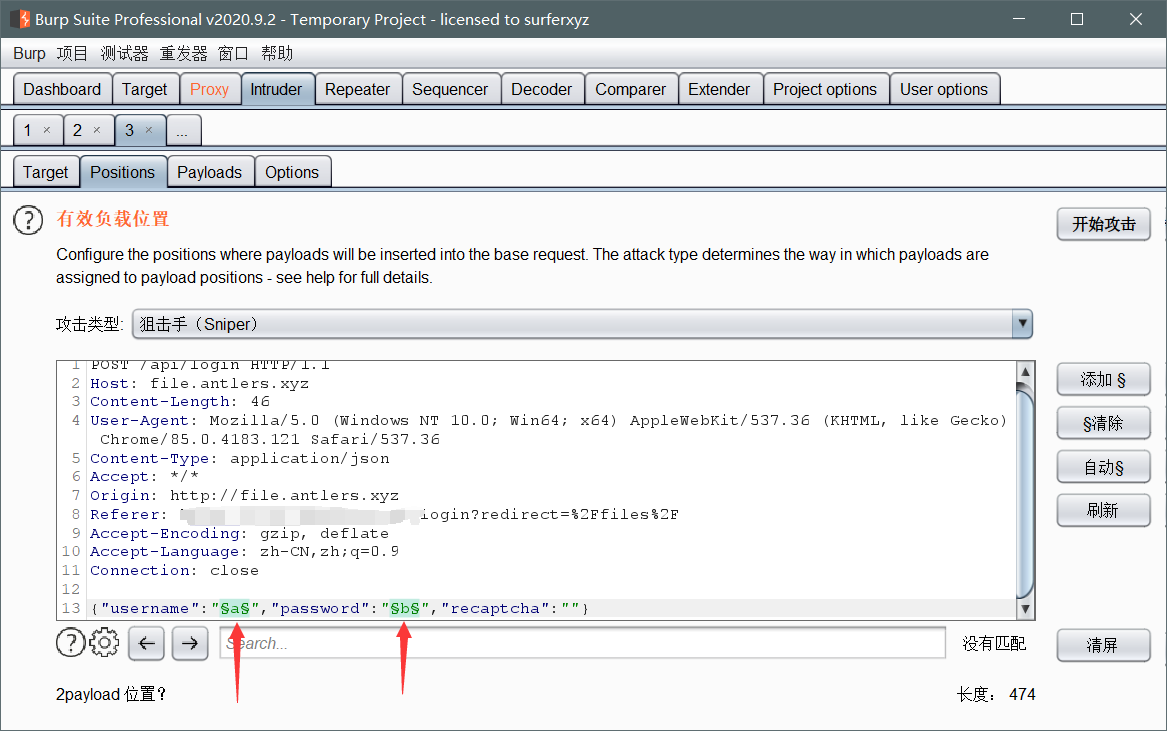 Burp Suite Professional v2020.9.2 - Temporary Project - licensed to surferxyz
Burp 项目 测试器 重发器 窗口 帮助
Dashboard Target Proxy Intruder Repeater Sequencer Decoder Comparer Extender Project options User options
1 × 2 × 3 × ...
Target Positions Payloads Options
? 有效负载位置 开始攻击
Configure the positions where payloads will be inserted into the base request. The attack type determines the way in which payloads are
assigned to payload positions - see help for full details.
攻击类型: 狙击手（Sniper）
1 POST /api/login HTTP/1.1
2 Host: file.antlers.xyz
3 Content-Length: 46
4 User-Agent: Mozilla/5.0 (Windows NT 10.0; Win64; x64) AppleWebKit/537.36 (KHTML, like Gecko)
Chrome/85.0.4183.121 Safari/537.36
5 Content-Type: application/json
6 Accept: */*
7 Origin: http://file.antlers.xyz
8 Referer: login?redirect=%2Ffiles%2F
9 Accept-Encoding: gzip, deflate
10 Accept-Language: zh-CN,zh;q=0.9
11 Connection: close
12
13 {"username":"§a§","password":"§b§","recaptcha":""}
添加 §
§清除
自动§
刷新
? Search... 没有匹配 清屏
2payload 位置? 长度: 474